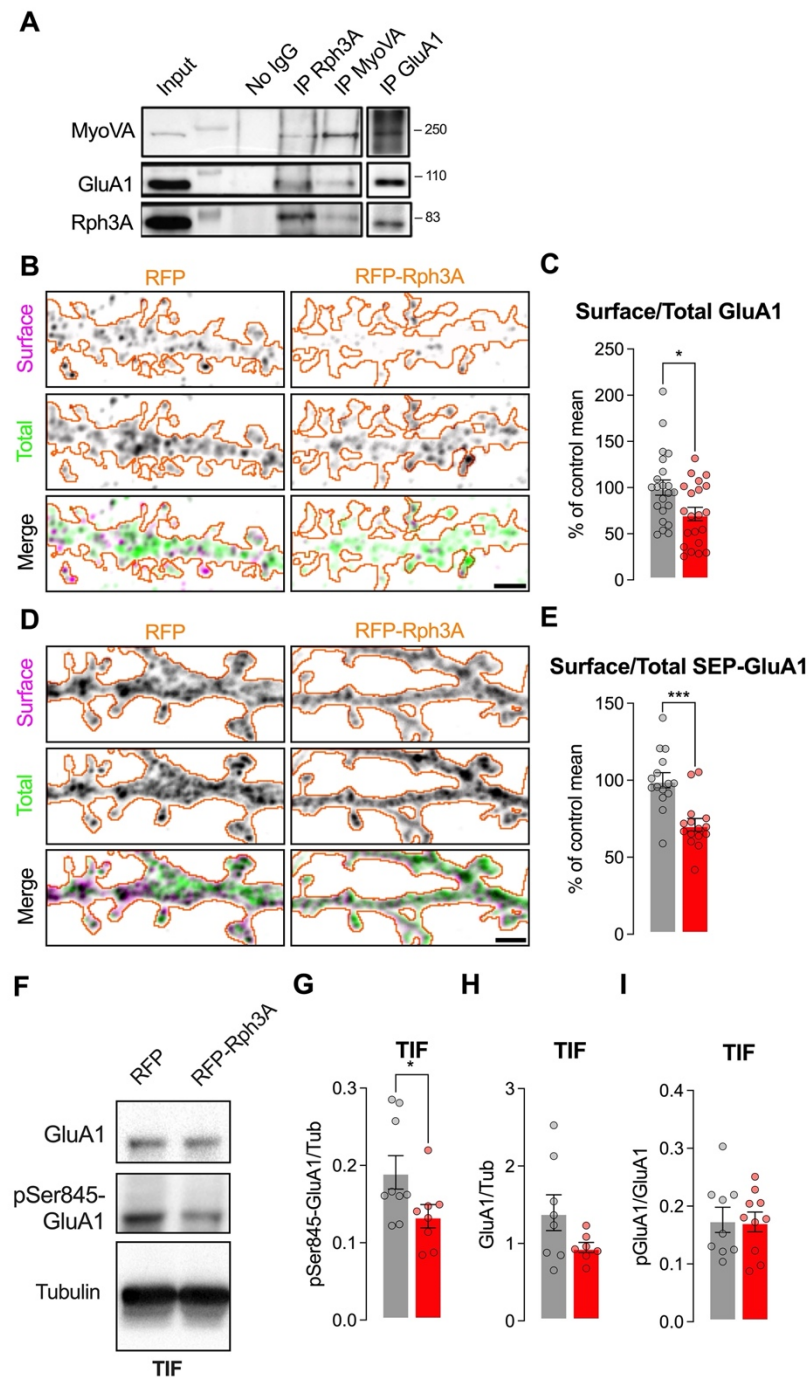 A
Input
No IgG
IP Rph3A
IP MyoVA
IP GluA1
MyoVA
– 250
GluA1
– 110
Rph3A
– 83
B
RFP
RFP-Rph3A
Surface
Total
Merge
C
Surface/Total GluA1
% of control mean
250
200
150
100
50
0
*
D
RFP
RFP-Rph3A
Surface
Total
Merge
E
Surface/Total SEP-GluA1
% of control mean
150
100
50
0
***
F
RFP
RFP-Rph3A
GluA1
pSer845-
GluA1
Tubulin
TIF
G
TIF
*
pSer845-GluA1/Tub
0.3
0.2
0.1
0.0
H
TIF
GluA1/Tub
3
2
1
0
I
TIF
pGluA1/GluA1
0.4
0.3
0.2
0.1
0.0